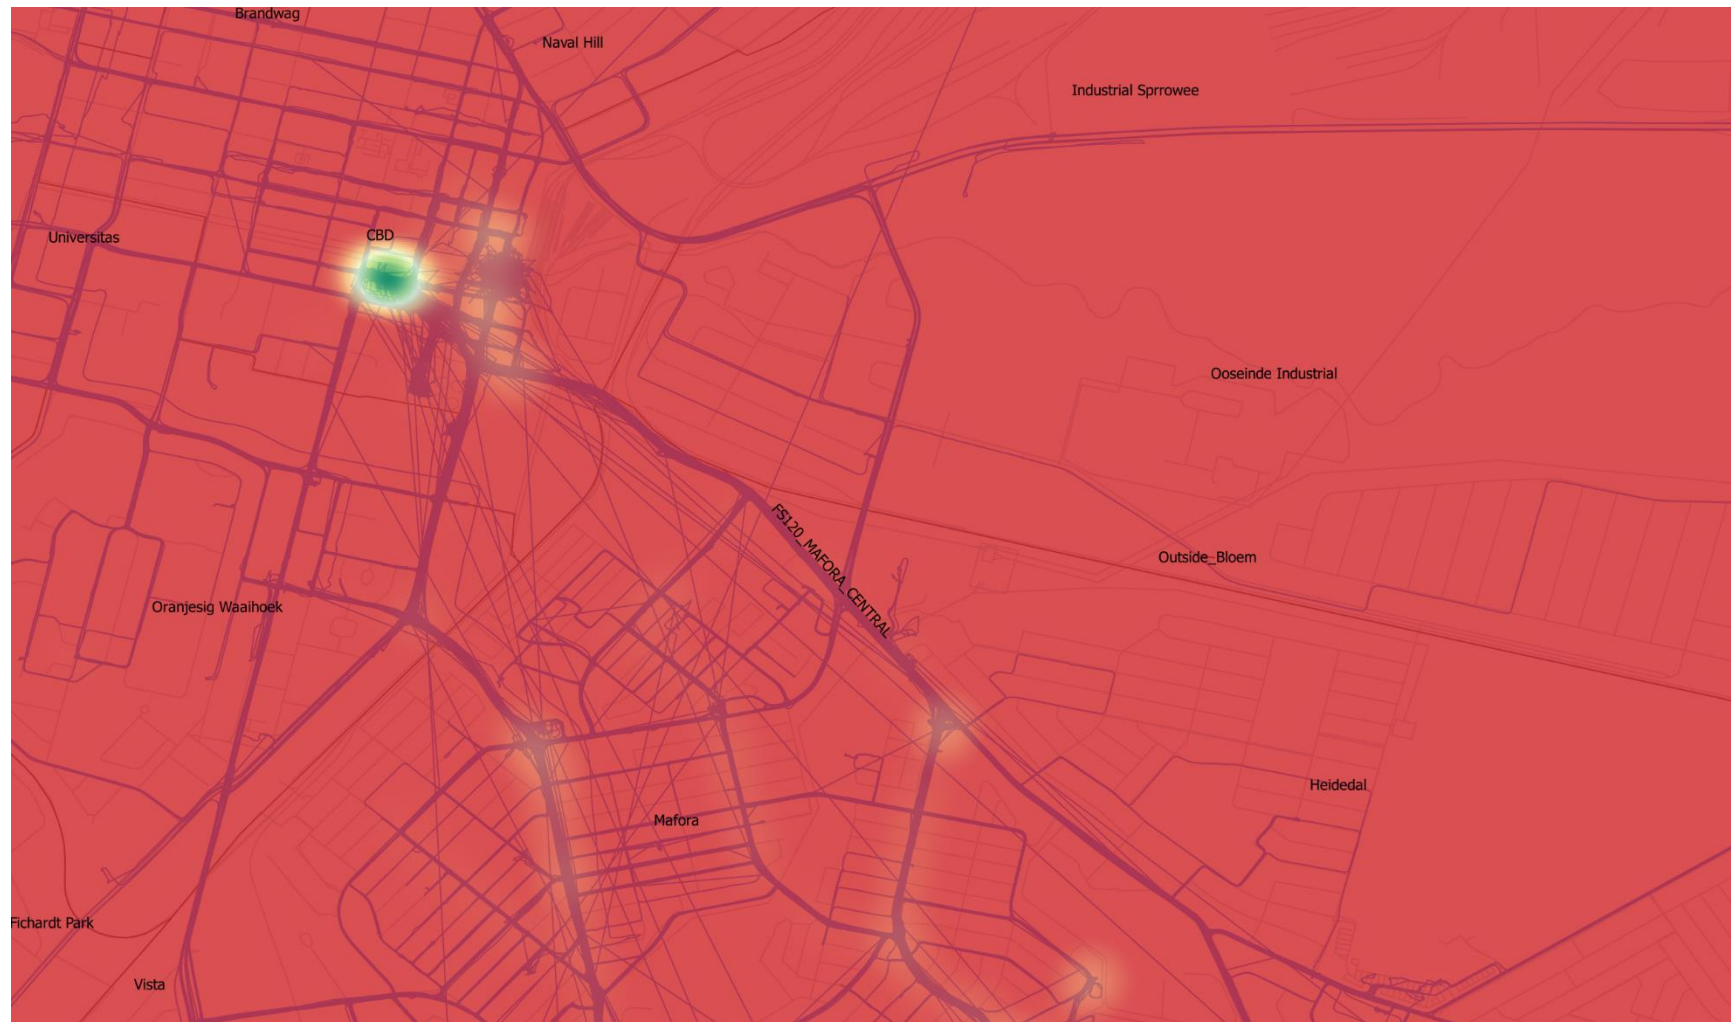 Brandwag
Naval Hill
Industrial Sprrowee
Universitas
CBD
Ooseinde Industrial
FS120_MAFORA_CENTRAL
Outside_Bloem
Oranjesig Waaihoek
Heidedal
Mafora
Fichardt Park
Vista